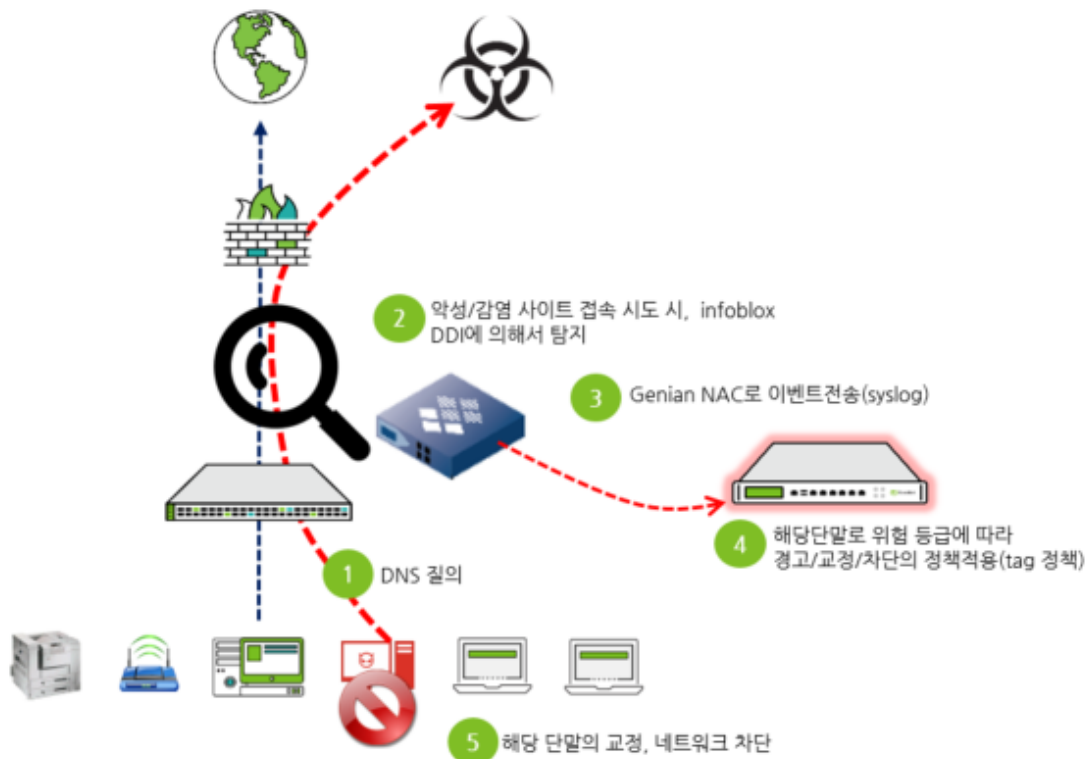 2 악성/감염 사이트 접속 시도 시, infoblox
DDI에 의해서 탐지
3 Genian NAC로 이벤트전송(syslog)
4 해당단말로 위험 등급에 따라
경고/교정/차단의 정책적용(tag 정책)
1 DNS 질의
5 해당 단말의 교정, 네트워크 차단